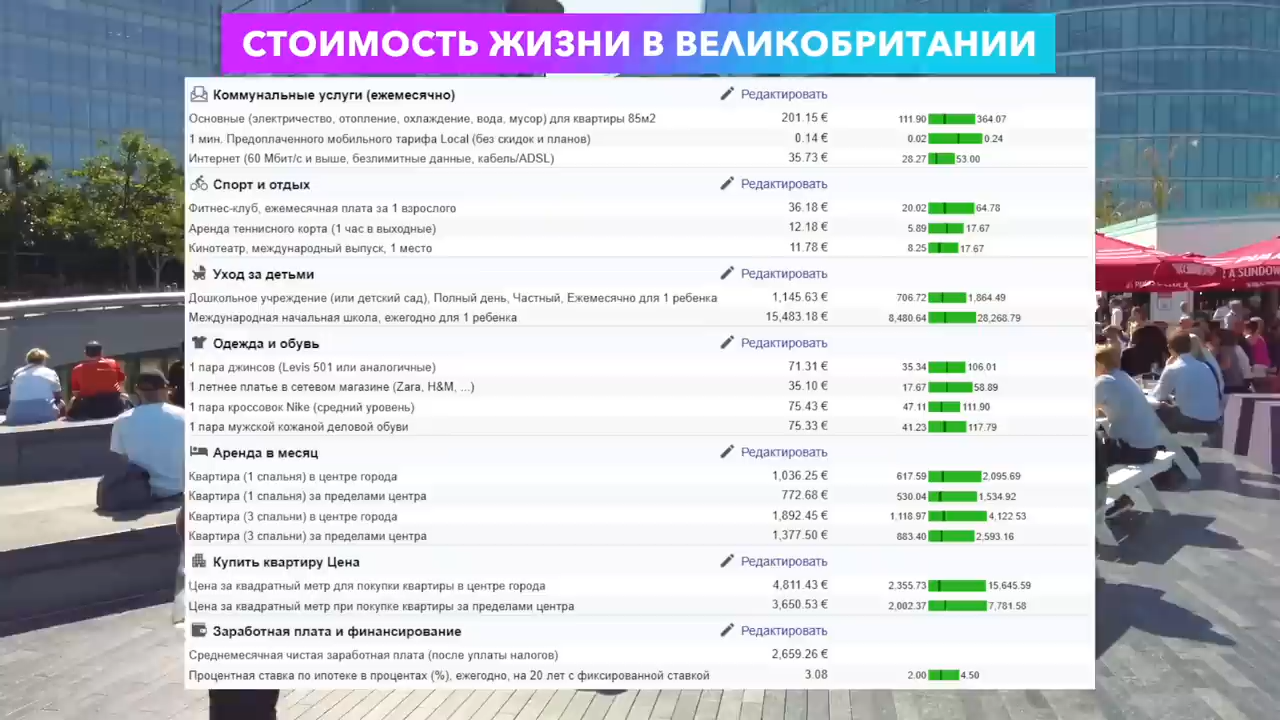 СТОИМОСТЬ ЖИЗНИ В ВЕЛИКОБРИТАНИИ
Коммунальные услуги (ежемесячно) Редактировать
Основные (электричество, отопление, охлаждение, вода, мусор) для квартиры 85м2 201.15 € 111.90 364.07
1 мин. Предоплаченного мобильного тарифа Local (без скидок и планов) 0.14 € 0.02 0.24
Интернет (60 Мбит/с и выше, безлимитные данные, кабель/ADSL) 35.73 € 28.27 53.00
Спорт и отдых Редактировать
Фитнес-клуб, ежемесячная плата за 1 взрослого 36.18 € 20.02 64.78
Аренда теннисного корта (1 час в выходные) 12.18 € 5.89 17.67
Кинотеатр, международный выпуск, 1 место 11.78 € 8.25 17.67
Уход за детьми Редактировать
Дошкольное учреждение (или детский сад), Полный день, Частный, Ежемесячно для 1 ребенка 1,145.63 € 706.72 1,864.49
Международная начальная школа, ежегодно для 1 ребенка 15,483.18 € 8,480.64 28,268.79
Одежда и обувь Редактировать
1 пара джинсов (Levis 501 или аналогичные) 71.31 € 35.34 106.01
1 летнее платье в сетевом магазине (Zara, H&M, ...) 35.10 € 17.67 58.89
1 пара кроссовок Nike (средний уровень) 75.43 € 47.11 111.90
1 пара мужской кожаной деловой обуви 75.33 € 41.23 117.79
Аренда в месяц Редактировать
Квартира (1 спальня) в центре города 1,036.25 € 617.59 2,095.69
Квартира (1 спальня) за пределами центра 772.68 € 530.04 1,534.92
Квартира (3 спальни) в центре города 1,892.45 € 1,118.97 4,122.53
Квартира (3 спальни) за пределами центра 1,377.50 € 883.40 2,593.16
Купить квартиру Цена Редактировать
Цена за квадратный метр для покупки квартиры в центре города 4,811.43 € 2,355.73 15,645.59
Цена за квадратный метр при покупке квартиры за пределами центра 3,650.53 € 2,002.37 7,781.58
Заработная плата и финансирование Редактировать
Среднемесячная чистая заработная плата (после уплаты налогов) 2,659.26 €
Процентная ставка по ипотеке в процентах (%), ежегодно, на 20 лет с фиксированной ставкой 3.08 2.00 4.50